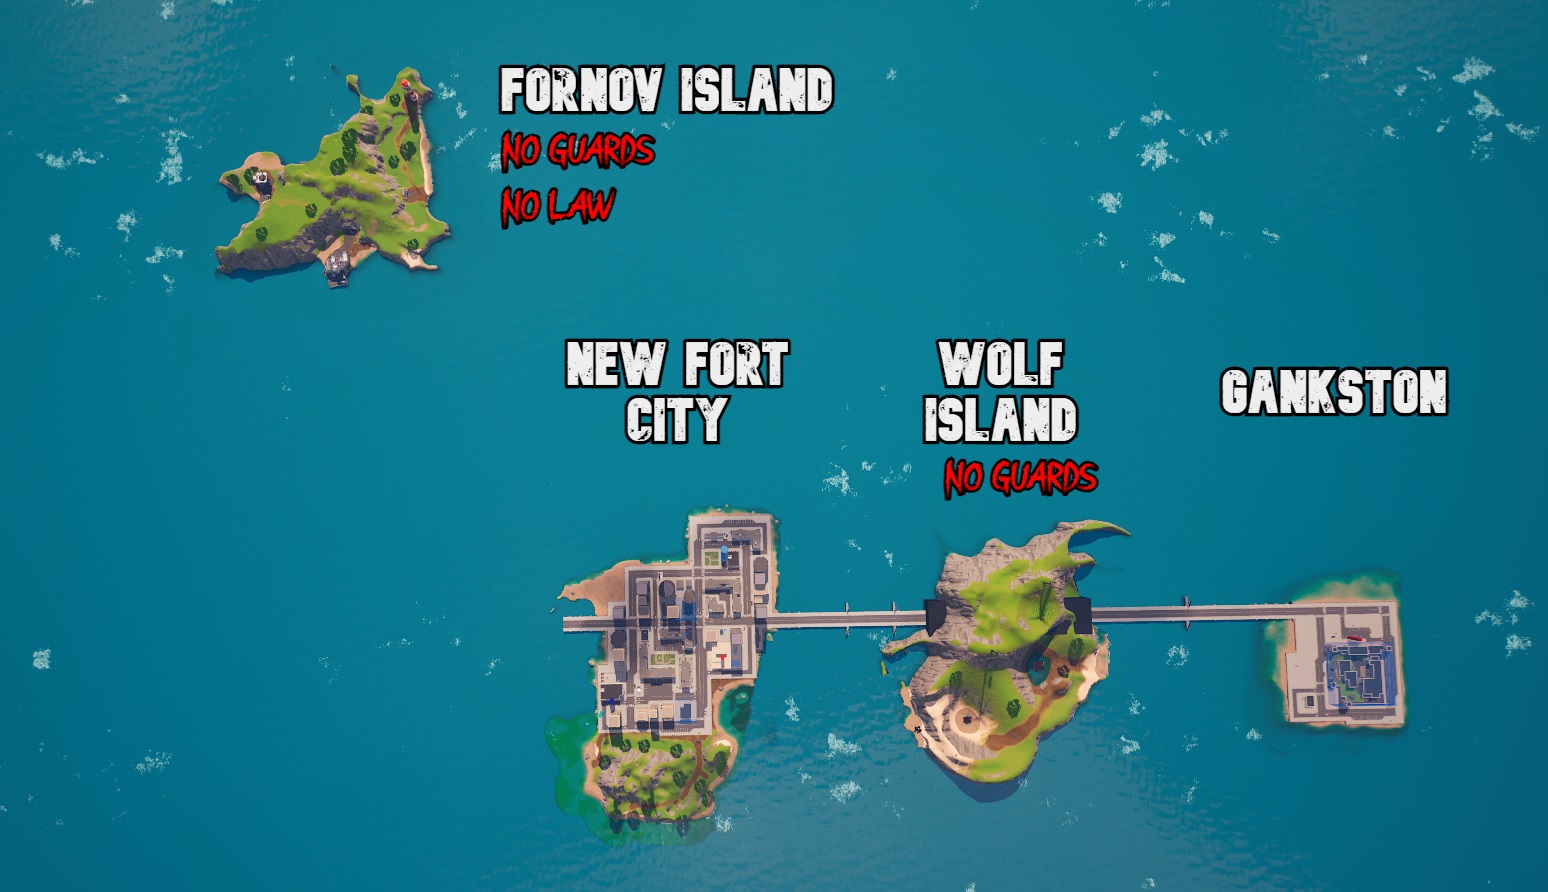 FORNOV ISLAND
NO GUARDS
NO LAW
NEW FORT
CITY
WOLF
ISLAND
NO GUARDS
GANKSTON